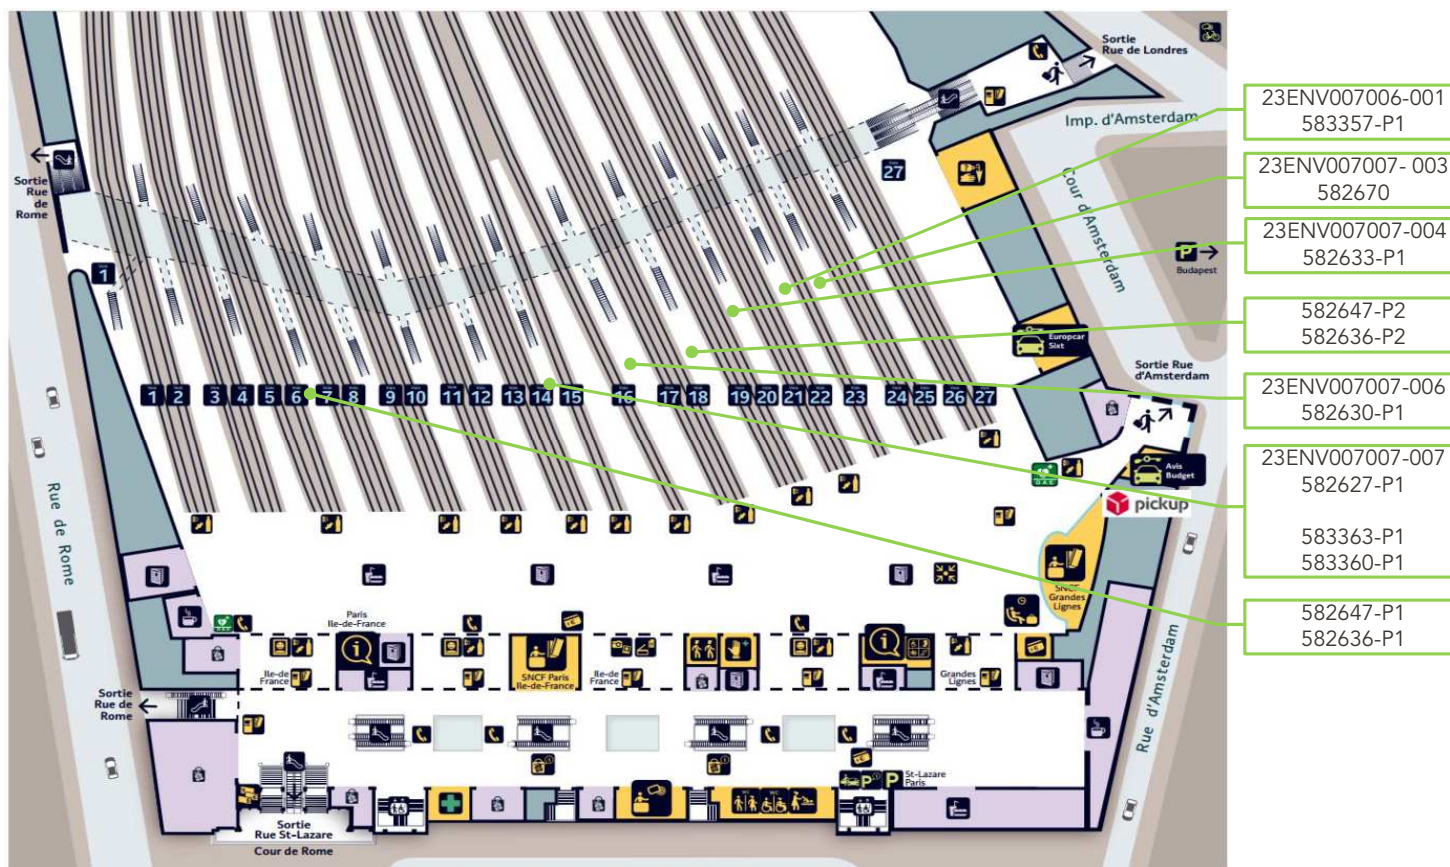 Sortie
Rue de Londres
Imp. d'Amsterdam
Cour d'Amsterdam
Sortie
Rue
de
Rome
1
27
P
Budapest
Europcar
Sixt
Sortie Rue
d'Amsterdam
1 2 3 4 5 6 7 8 9 10 11 12 13 14 15 16 17 18 19 20 21 22 23 24 25 26 27
Avis
Budget
pickup
Rue de Rome
SNCF
Grandes
Lignes
Paris
Ile-de-France
Ile-de
France
SNCF Paris
Ile-de-France
Ile-de
France
Grandes
Lignes
Sortie
Rue de
Rome
Rue d'Amsterdam
P P
St-Lazare
Paris
Sortie
Rue St-Lazare
Cour de Rome
23ENV007006-001
583357-P1
23ENV007007- 003
582670
23ENV007007-004
582633-P1
582647-P2
582636-P2
23ENV007007-006
582630-P1
23ENV007007-007
582627-P1
583363-P1
583360-P1
582647-P1
582636-P1